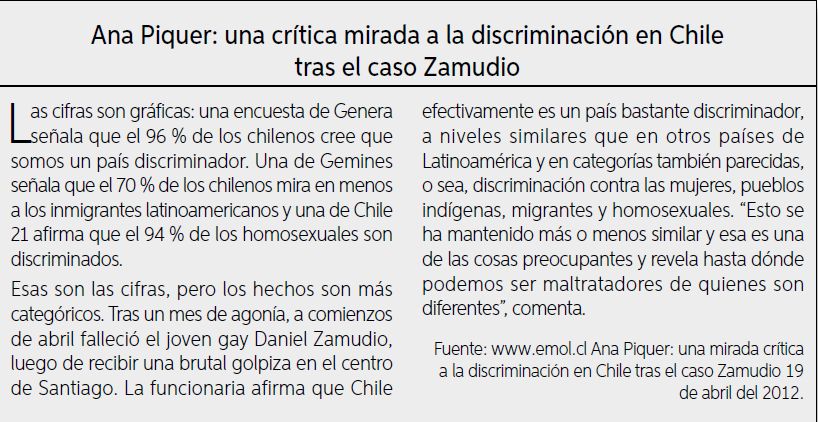 Ana Piquer: una crítica mirada a la discriminación en Chile
tras el caso Zamudio
Las cifras son gráficas: una encuesta de Genera
señala que el 96 % de los chilenos cree que
somos un país discriminador. Una de Gemines
señala que el 70 % de los chilenos mira en menos
a los inmigrantes latinoamericanos y una de Chile
21 afirma que el 94 % de los homosexuales son
discriminados.
Esas son las cifras, pero los hechos son más
categóricos. Tras un mes de agonía, a comienzos
de abril falleció el joven gay Daniel Zamudio,
luego de recibir una brutal golpiza en el centro
de Santiago. La funcionaria afirma que Chile
efectivamente es un país bastante discriminador,
a niveles similares que en otros países de
Latinoamérica y en categorías también parecidas,
o sea, discriminación contra las mujeres, pueblos
indígenas, migrantes y homosexuales. “Esto se
ha mantenido más o menos similar y esa es una
de las cosas preocupantes y revela hasta dónde
podemos ser maltratadores de quienes son
diferentes”, comenta.
Fuente: www.emol.cl Ana Piquer: una mirada crítica
a la discriminación en Chile tras el caso Zamudio 19
de abril del 2012.